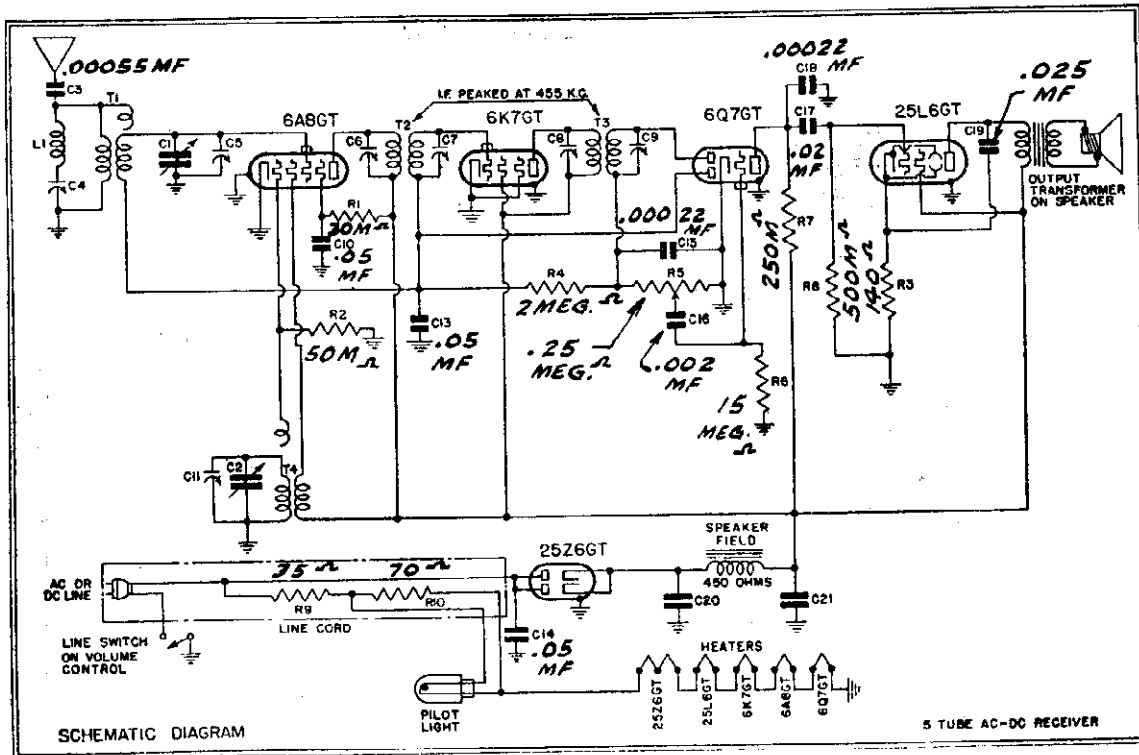 .00055 MF
C3
T1
L1
C4
C1
C5
6A8GT
I.F. PEAKED AT 455 K.C.
C6
T2
C7
6K7GT
C8
T3
C9
6Q7GT
.00022
MF
C18
C17
.02
MF
25L6GT
.025
MF
C19
OUTPUT
TRANSFORMER
ON SPEAKER
R1
30M Ω
C10
.05
MF
.00022
MF
C15
R7
250M Ω
R8
500M Ω
140 Ω
R3
R4
2 MEG. Ω
R5
C16
R2
50M Ω
C13
.05
MF
.25
MEG. Ω
.002
MF
R6
15
MEG.
Ω
C11
C2
T4
SPEAKER
FIELD
450 OHMS
25Z6GT
C20
C21
AC OR
DC LINE
35 Ω
70 Ω
R9
R10
LINE CORD
LINE SWITCH
ON VOLUME
CONTROL
C14
.05
MF
PILOT
LIGHT
HEATERS
25Z6GT
25L6GT
6K7GT
6A8GT
6Q7GT
SCHEMATIC DIAGRAM
5 TUBE AC-DC RECEIVER